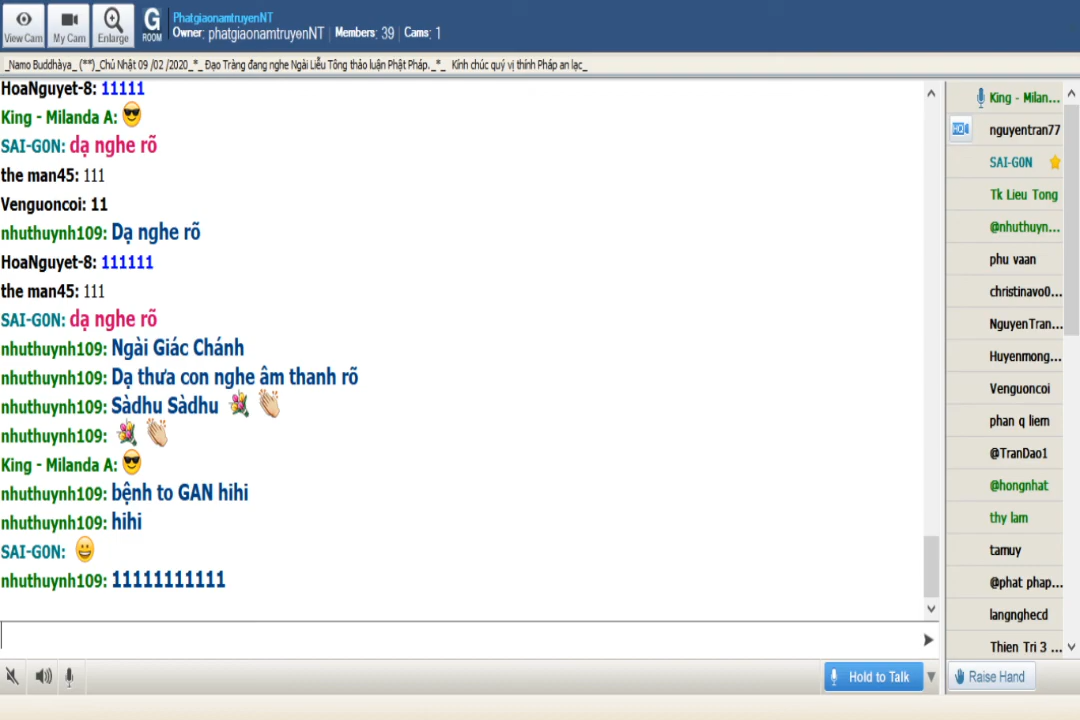 PhatgiaonamtruyenNT
G
ROOM
Owner: phatgiaonamtruyenNT Members: 39 Cams: 1
View Cam
My Cam
Enlarge
_Namo Buddhàya_ (**)_Chủ Nhật 09 /02 /2020_*_ Đạo Tràng đang nghe Ngài Liễu Tông thảo luận Phật Pháp. _*_ Kính chúc quý vị thính Pháp an lạc_
HoaNguyet-8: 11111
King - Milanda A:
SAI-G0N: dạ nghe rõ
the man45: 111
Venguoncoi: 11
nhuthuynh109: Dạ nghe rõ
HoaNguyet-8: 111111
the man45: 111
SAI-G0N: dạ nghe rõ
nhuthuynh109: Ngài Giác Chánh
nhuthuynh109: Dạ thưa con nghe âm thanh rõ
nhuthuynh109: Sàdhu Sàdhu
nhuthuynh109:
King - Milanda A:
nhuthuynh109: bệnh to GAN hihi
nhuthuynh109: hihi
SAI-G0N:
nhuthuynh109: 11111111111
King - Milan...
HD
nguyentran77
SAI-G0N
Tk Lieu Tong
@nhuthuyn...
phu vaan
christinavo0...
NguyenTran...
Huyenmong...
Venguoncoi
phan q liem
@TranDao1
@hongnhat
thy lam
tamuy
@phat phap...
langnghecd
Thien Tri 3 ...
Hold to Talk
Raise Hand